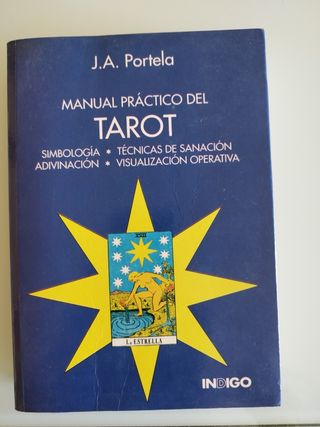 J.A. Portela
MANUAL PRÁCTICO DEL
TAROT
SIMBOLOGÍA * TÉCNICAS DE SANACIÓN
ADIVINACIÓN * VISUALIZACIÓN OPERATIVA
XVII
LA ESTRELLA
INDIGO